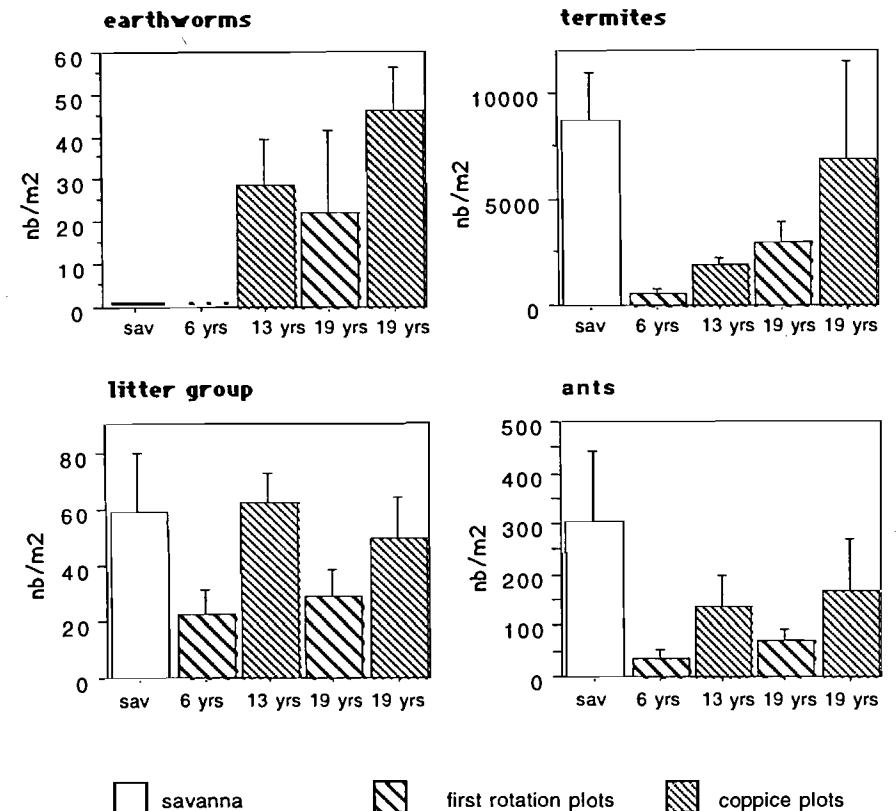 earthworms
60
50
40
30
20
10
0
nb/m2
sav 6 yrs 13 yrs 19 yrs 19 yrs
termites
10000
5000
0
nb/m2
sav 6 yrs 13 yrs 19 yrs 19 yrs
litter group
80
60
40
20
0
nb/m2
sav 6 yrs 13 yrs 19 yrs 19 yrs
ants
500
400
300
200
100
0
nb/m2
sav 6 yrs 13 yrs 19 yrs 19 yrs
savanna first rotation plots coppice plots